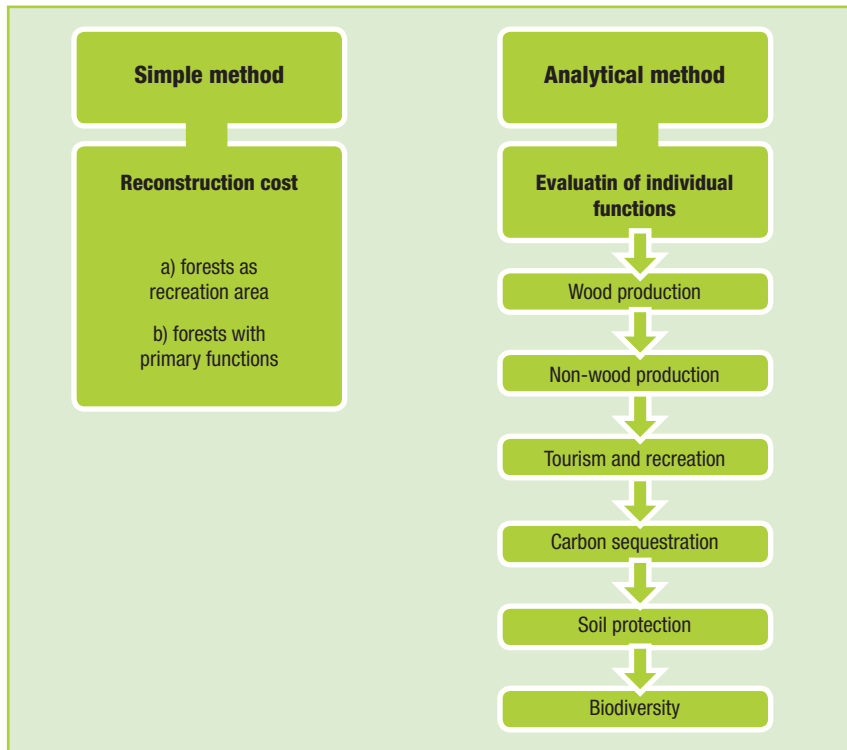 Simple method
Reconstruction cost
a) forests as
recreation area
b) forests with
primary functions
Analytical method
Evaluatin of individual
functions
Wood production
Non-wood production
Tourism and recreation
Carbon sequestration
Soil protection
Biodiversity